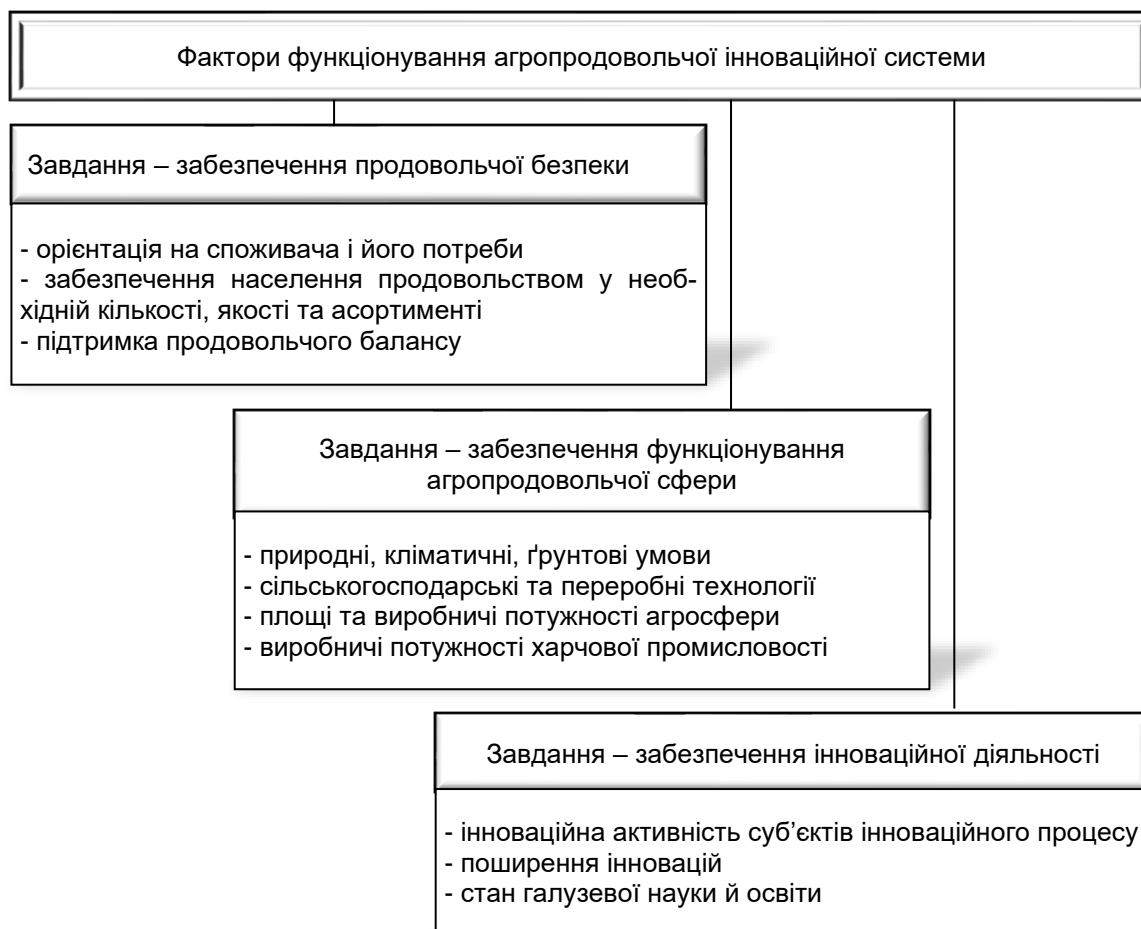 Фактори функціонування агропродовольчої інноваційної системи
Завдання – забезпечення продовольчої безпеки
- орієнтація на споживача і його потреби
- забезпечення населення продовольством у необ-
хідній кількості, якості та асортименті
- підтримка продовольчого балансу
Завдання – забезпечення функціонування
агропродовольчої сфери
- природні, кліматичні, ґрунтові умови
- сільськогосподарські та переробні технології
- площі та виробничі потужності агросфери
- виробничі потужності харчової промисловості
Завдання – забезпечення інноваційної діяльності
- інноваційна активність суб’єктів інноваційного процесу
- поширення інновацій
- стан галузевої науки й освіти